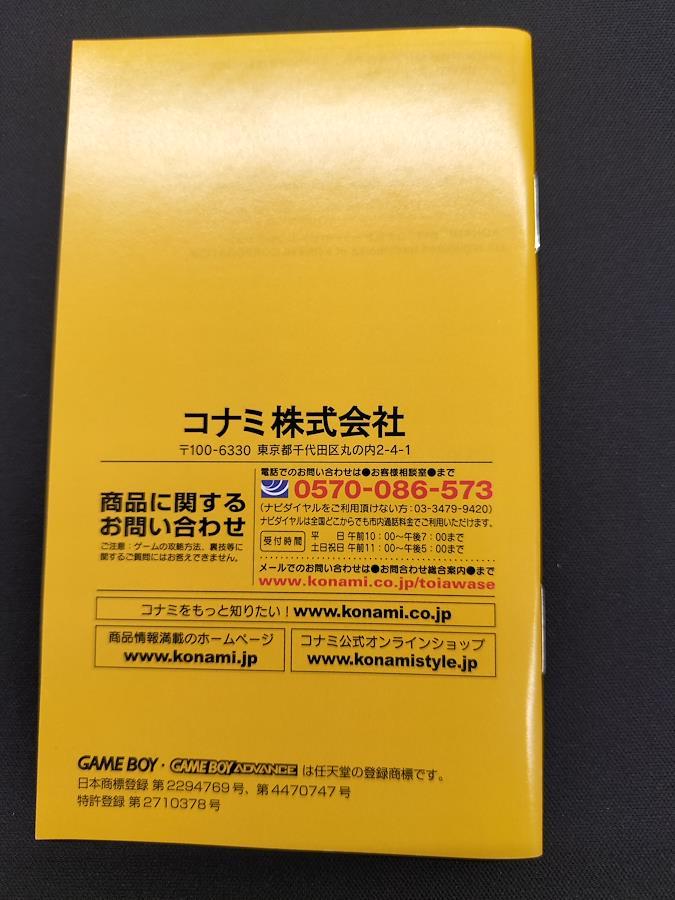 コナミ株式会社
〒100-6330 東京都千代田区丸の内2-4-1
商品に関する
お問い合わせ
ご注意：ゲームの攻略方法、裏技等に
関するご質問にはお答えできません。
電話でのお問い合わせは●お客様相談室●まで
0570-086-573
(ナビダイヤルをご利用頂けない方：03-3479-9420)
ナビダイヤルは全国どこからでも市内通話料金でご利用いただけます。
受付時間
平　日 午前10：00～午後7：00まで
土日祝日 午前11：00～午後5：00まで
メールでのお問い合わせは●お問合わせ総合案内●まで
www.konami.co.jp/toiawase
コナミをもっと知りたい！www.konami.co.jp
商品情報満載のホームページ
www.konami.jp
コナミ公式オンラインショップ
www.konamistyle.jp
GAME BOY・GAME BOY ADVANCE は任天堂の登録商標です。
日本商標登録 第2294769号、第4470747号
特許登録 第2710378号